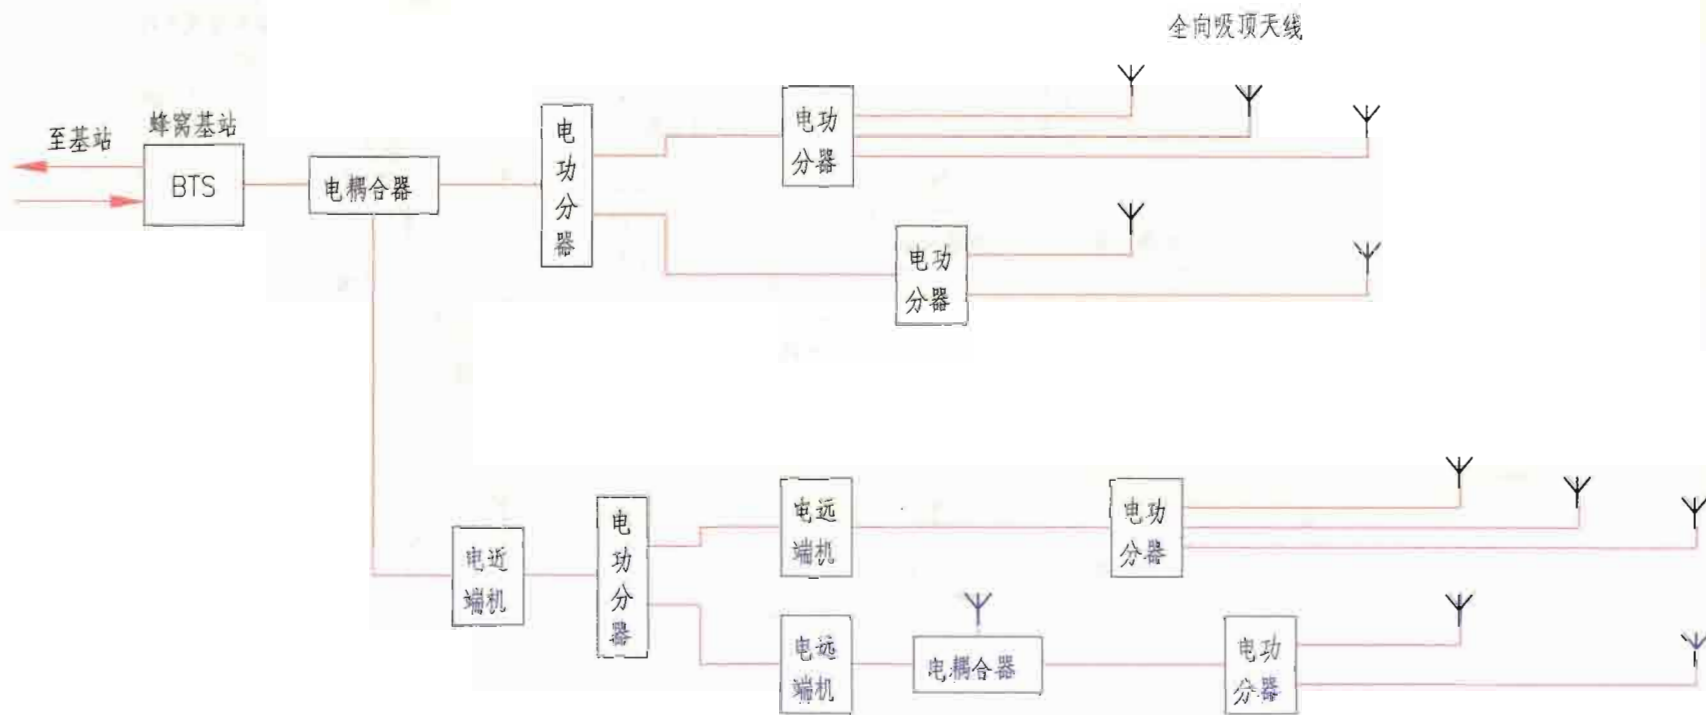 全向吸顶天线
至基站
蜂窝基站
BTS
电耦合器
电
功
分
器
电功
分器
电功
分器
电近
端机
电
功
分
器
电远
端机
电功
分器
电远
端机
电耦合器
电功
分器